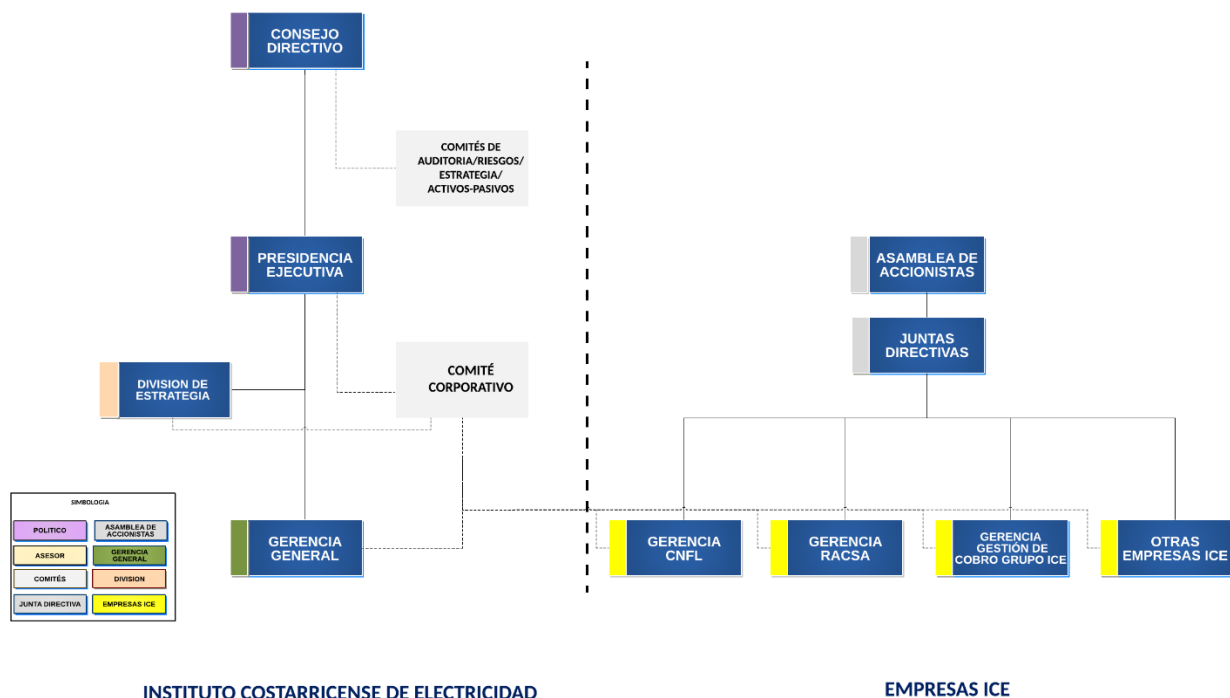 CONSEJO
DIRECTIVO
COMITÉS DE
AUDITORIA/RIESGOS/
ESTRATEGIA/
ACTIVOS-PASIVOS
PRESIDENCIA
EJECUTIVA
ASAMBLEA DE
ACCIONISTAS
JUNTAS
DIRECTIVAS
DIVISION DE
ESTRATEGIA
COMITÉ
CORPORATIVO
SIMBOLOGIA
POLITICO
ASAMBLEA DE
ACCIONISTAS
ASESOR
GERENCIA
GENERAL
COMITÉS
DIVISION
JUNTA DIRECTIVA
EMPRESAS ICE
GERENCIA
GENERAL
GERENCIA
CNFL
GERENCIA
RACSA
GERENCIA
GESTIÓN DE
COBRO GRUPO ICE
OTRAS
EMPRESAS ICE
INSTITUTO COSTARRICENSE DE ELECTRICIDAD
EMPRESAS ICE